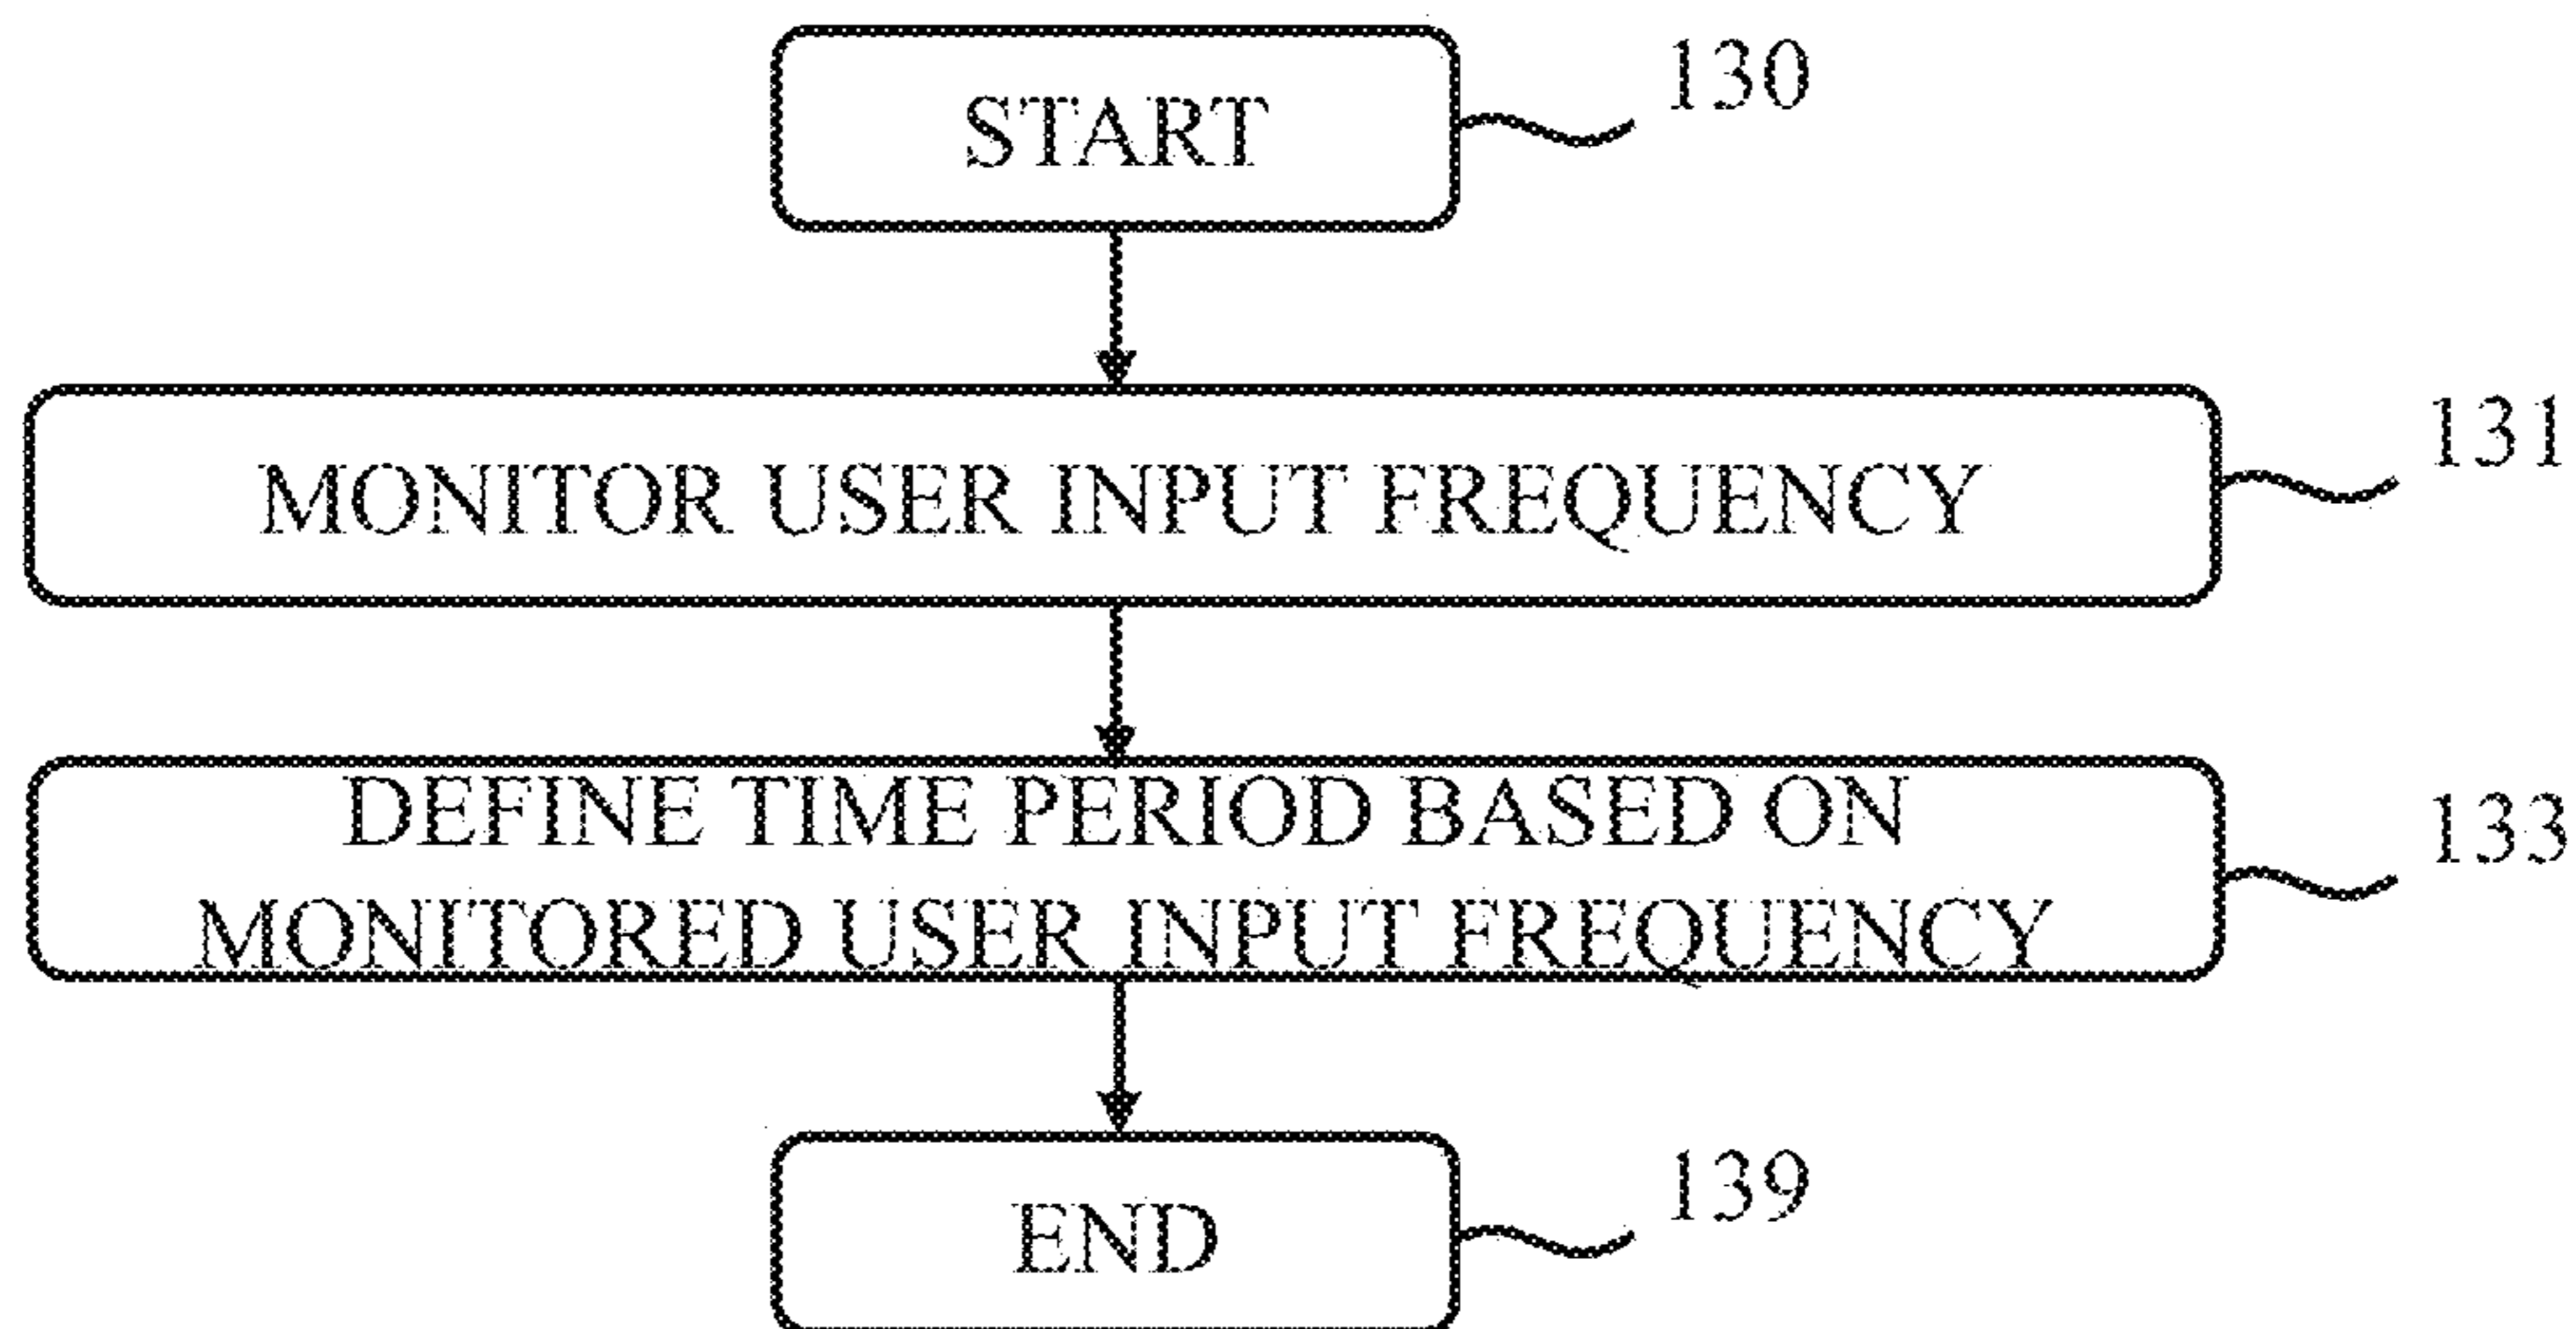 START
130
MONITOR USER INPUT FREQUENCY
131
DEFINE TIME PERIOD BASED ON
MONITORED USER INPUT FREQUENCY
133
END
139